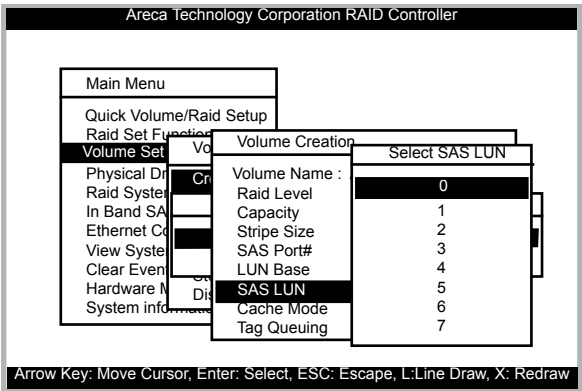 Areca Technology Corporation RAID Controller
Main Menu
Quick Volume/Raid Setup
Raid Set Function
Volume Set
Physical Dr
Raid System
In Band SA
Ethernet Co
View Syste
Clear Even
Hardware M
System information
Vo
Cre
Dis
Volume Creation
Volume Name :
Raid Level
Capacity
Stripe Size
SAS Port#
LUN Base
SAS LUN
Cache Mode
Tag Queuing
Select SAS LUN
0
1
2
3
4
5
6
7
Arrow Key: Move Cursor, Enter: Select, ESC: Escape, L:Line Draw, X: Redraw